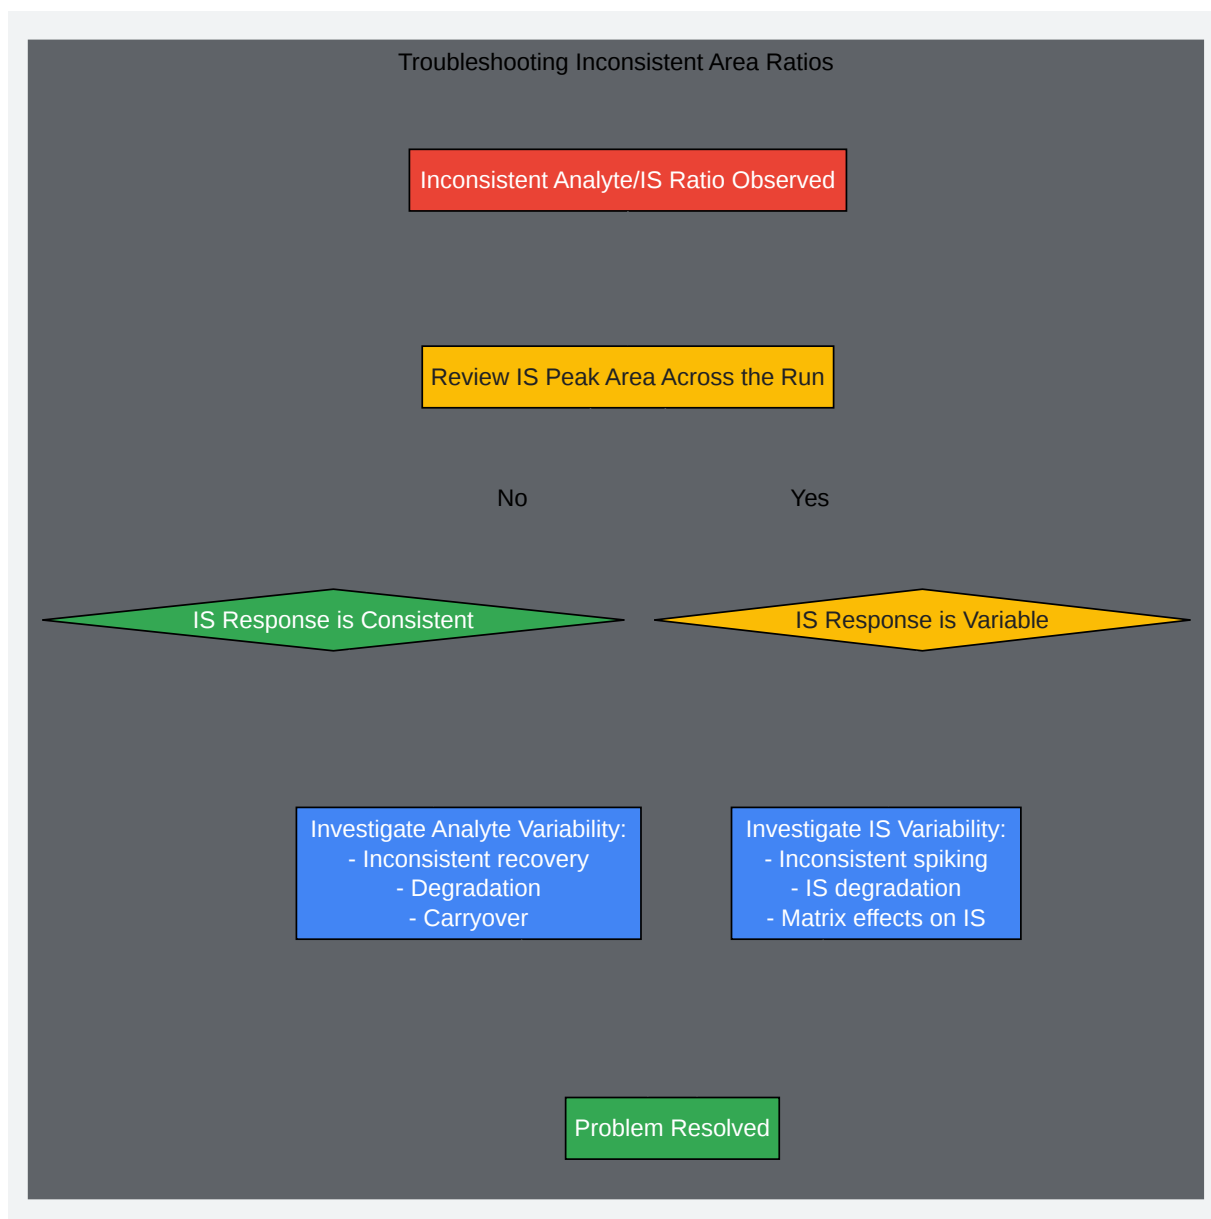 Troubleshooting Inconsistent Area Ratios
Inconsistent Analyte/IS Ratio Observed
Review IS Peak Area Across the Run
No
Yes
IS Response is Consistent
IS Response is Variable
Investigate Analyte Variability:
- Inconsistent recovery
- Degradation
- Carryover
Investigate IS Variability:
- Inconsistent spiking
- IS degradation
- Matrix effects on IS
Problem Resolved